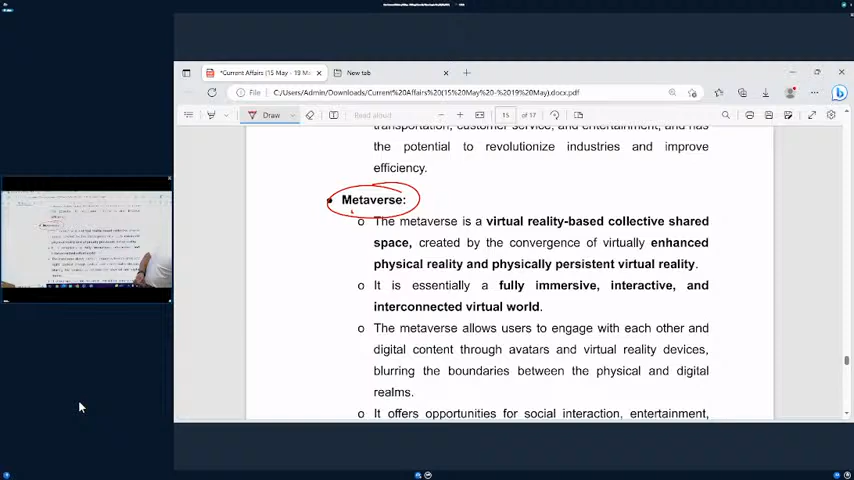 *Current Affairs (15 May - 19 M
New tab
File
C:/Users/Admin/Downloads/Current%20Affairs%20(15%20May%20-%2019%20May).docx.pdf
Draw
Read aloud
15
of 17
transportation, customer service, and entertainment, and has
the potential to revolutionize industries and improve
efficiency.
• Metaverse:
o The metaverse is a virtual reality-based collective shared
space, created by the convergence of virtually enhanced
physical reality and physically persistent virtual reality.
o It is essentially a fully immersive, interactive, and
interconnected virtual world.
o The metaverse allows users to engage with each other and
digital content through avatars and virtual reality devices,
blurring the boundaries between the physical and digital
realms.
o It offers opportunities for social interaction, entertainment,